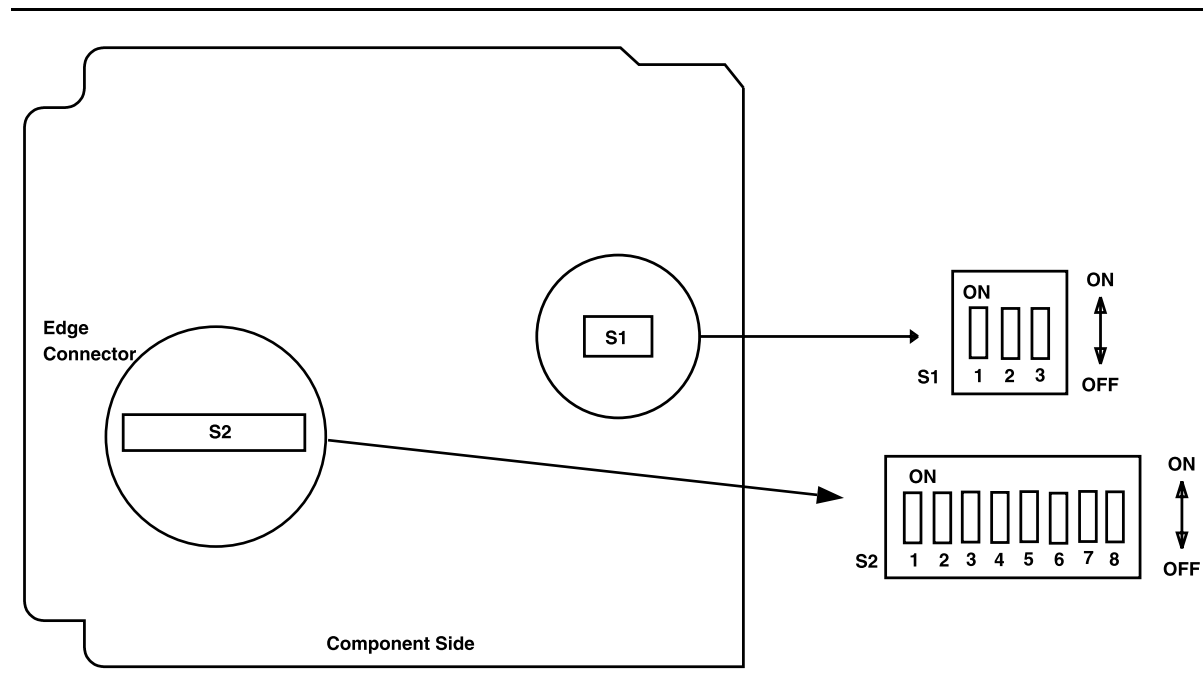 Edge
Connector
S2
S1
Component Side
ON
S1
1 2 3
ON
OFF
ON
S2
1 2 3 4 5 6 7 8
ON
OFF